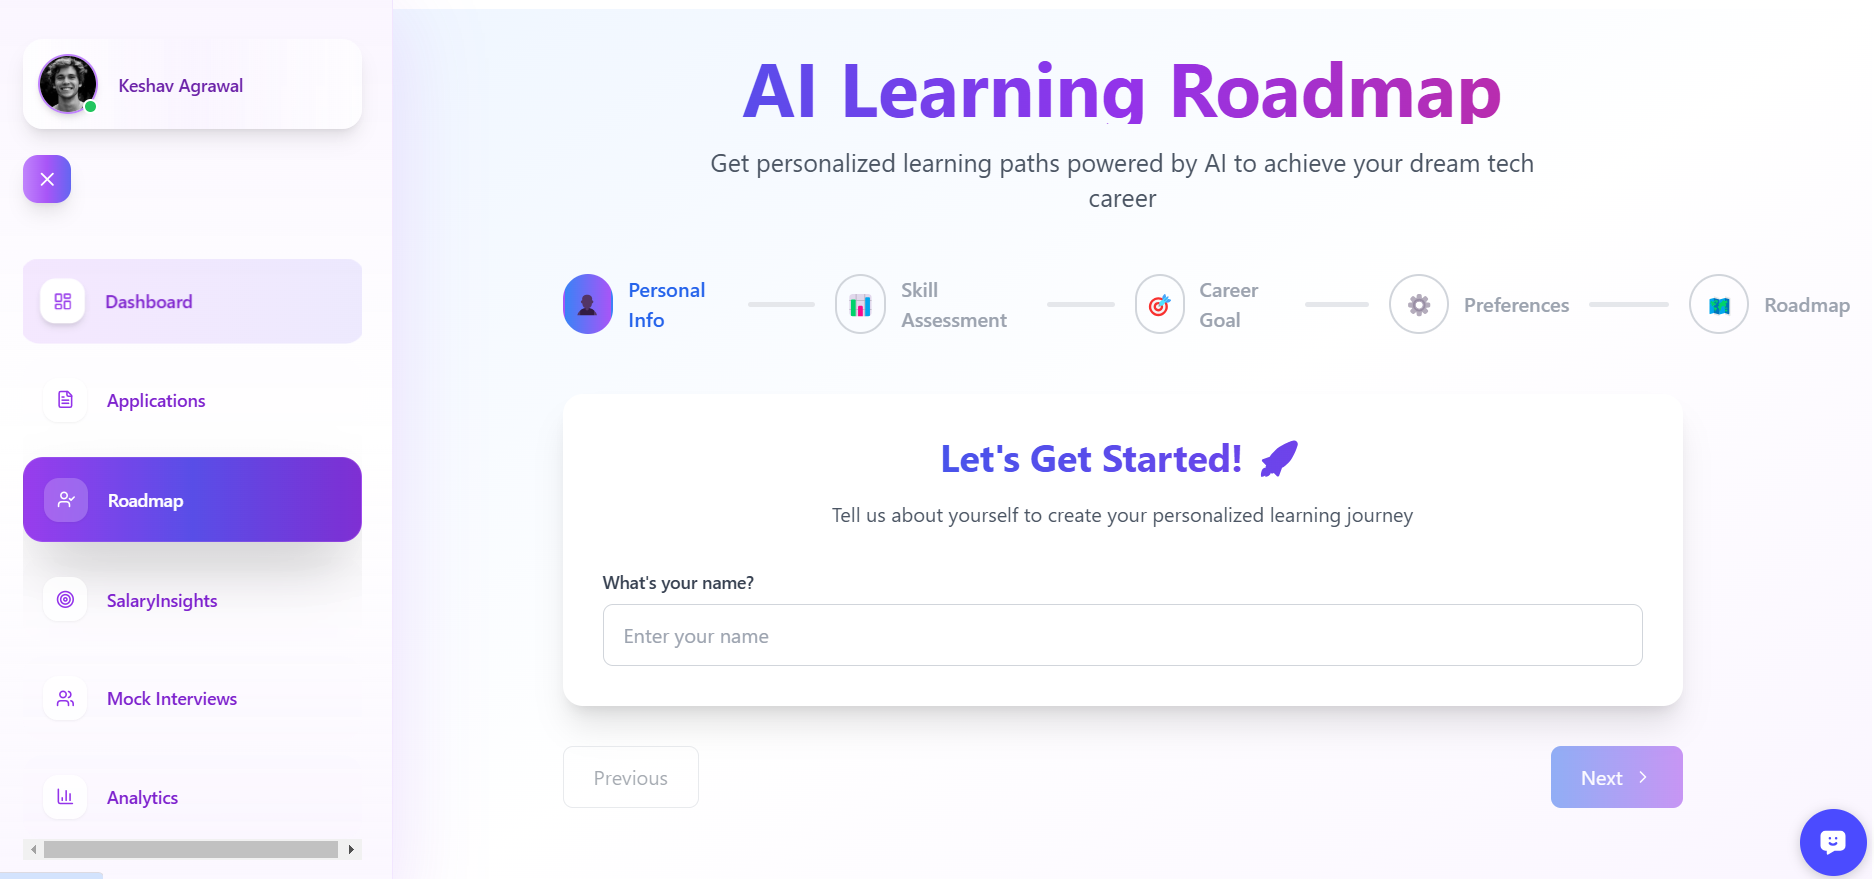 Keshav Agrawal
Dashboard
Applications
Roadmap
SalaryInsights
Mock Interviews
Analytics
AI Learning Roadmap
Get personalized learning paths powered by AI to achieve your dream tech
career
Personal
Info
Skill
Assessment
Career
Goal
Preferences
Roadmap
Let's Get Started!
Tell us about yourself to create your personalized learning journey
What's your name?
Enter your name
Previous
Next